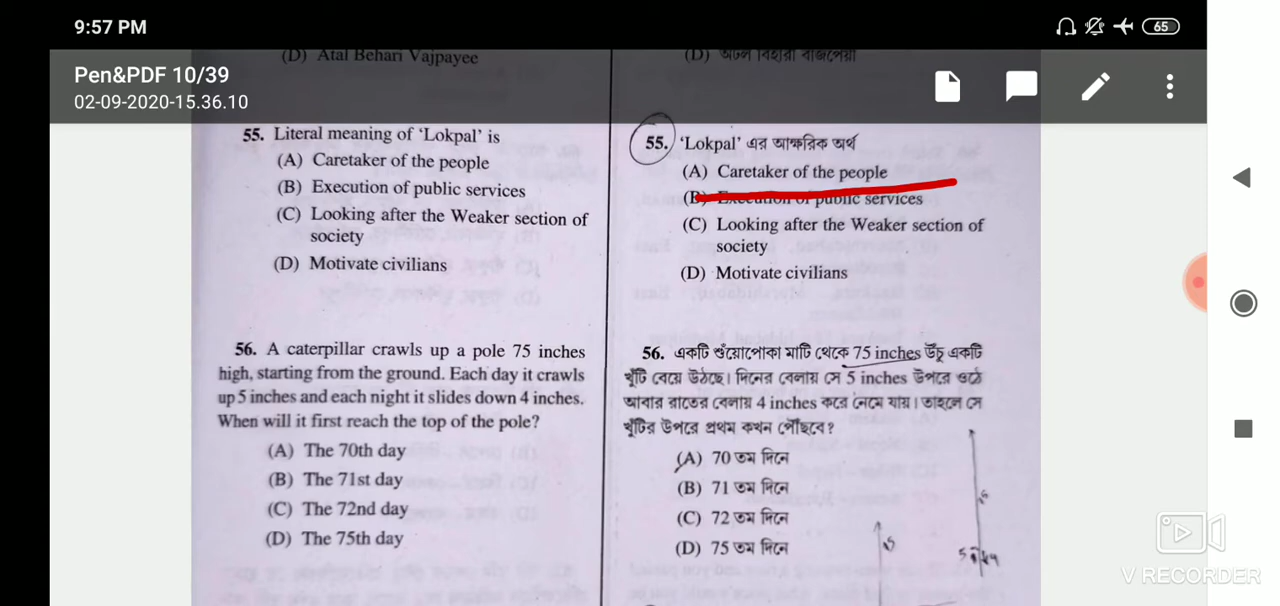 9:57 PM
65
Pen&PDF 10/39
02-09-2020-15.36.10
(D) Atal Behari Vajpayee
55. Literal meaning of ‘Lokpal’ is
(A) Caretaker of the people
(B) Execution of public services
(C) Looking after the Weaker section of
society
(D) Motivate civilians
56. A caterpillar crawls up a pole 75 inches
high, starting from the ground. Each day it crawls
up 5 inches and each night it slides down 4 inches.
When will it first reach the top of the pole?
(A) The 70th day
(B) The 71st day
(C) The 72nd day
(D) The 75th day
(D) অটল বিহারী বাজপেয়ী
55. ‘Lokpal’ এর আক্ষরিক অর্থ
(A) Caretaker of the people
(B) Execution of public services
(C) Looking after the Weaker section of
society
(D) Motivate civilians
56. একটি শুঁয়োপোকা মাটি থেকে 75 inches উঁচু একটি
খুঁটি বেয়ে উঠছে। দিনের বেলায় সে 5 inches উপরে ওঠে
আবার রাতের বেলায় 4 inches করে নেমে যায়। তাহলে সে
খুঁটির উপরে প্রথম কখন পৌঁছবে?
(A) 70 তম দিনে
(B) 71 তম দিনে
(C) 72 তম দিনে
(D) 75 তম দিনে
V RECORDER